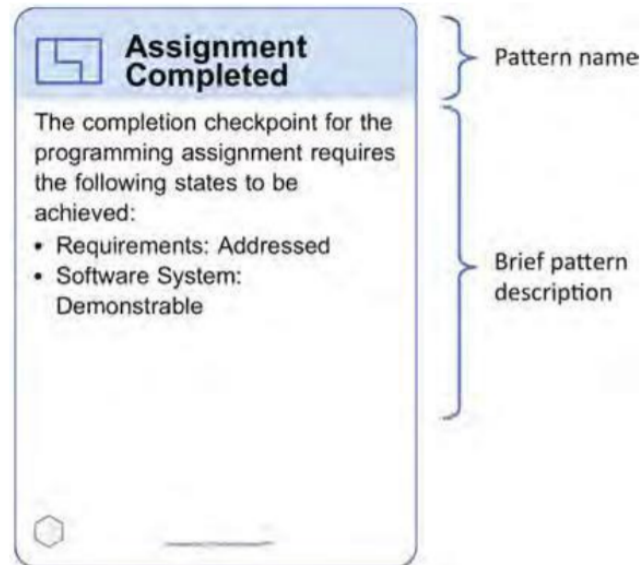 Assignment
Completed
Pattern name
The completion checkpoint for the
programming assignment requires
the following states to be
achieved:
• Requirements: Addressed
• Software System:
Demonstrable
Brief pattern
description